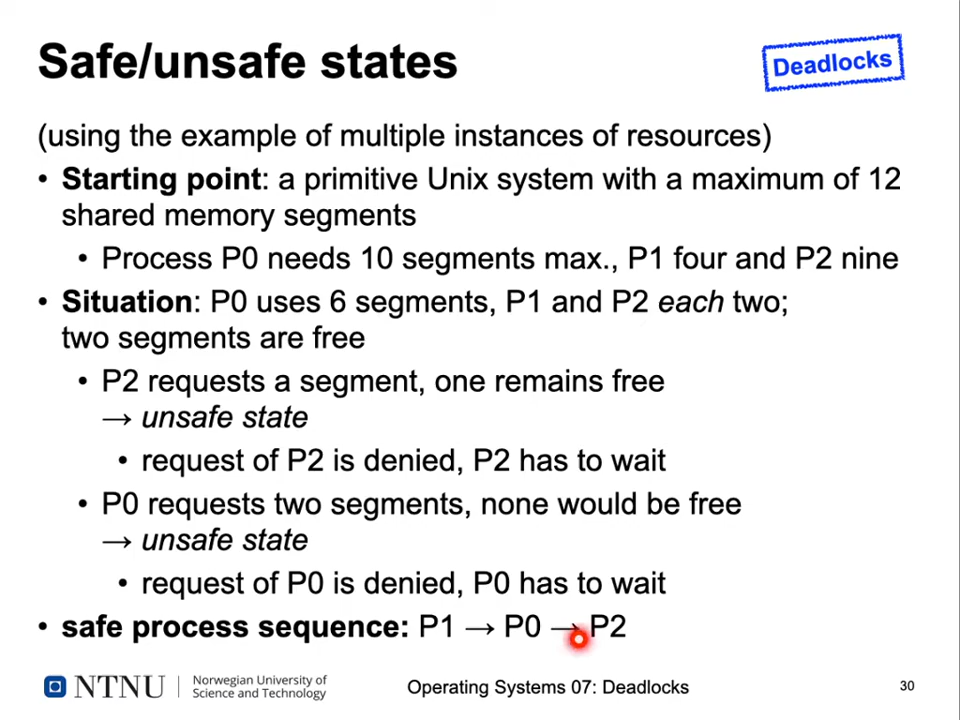 Safe/unsafe states
Deadlocks
(using the example of multiple instances of resources)
• Starting point: a primitive Unix system with a maximum of 12
shared memory segments
• Process P0 needs 10 segments max., P1 four and P2 nine
• Situation: P0 uses 6 segments, P1 and P2 each two;
two segments are free
• P2 requests a segment, one remains free
→ unsafe state
• request of P2 is denied, P2 has to wait
• P0 requests two segments, none would be free
→ unsafe state
• request of P0 is denied, P0 has to wait
• safe process sequence: P1 → P0 → P2
NTNU
Norwegian University of
Science and Technology
Operating Systems 07: Deadlocks
30